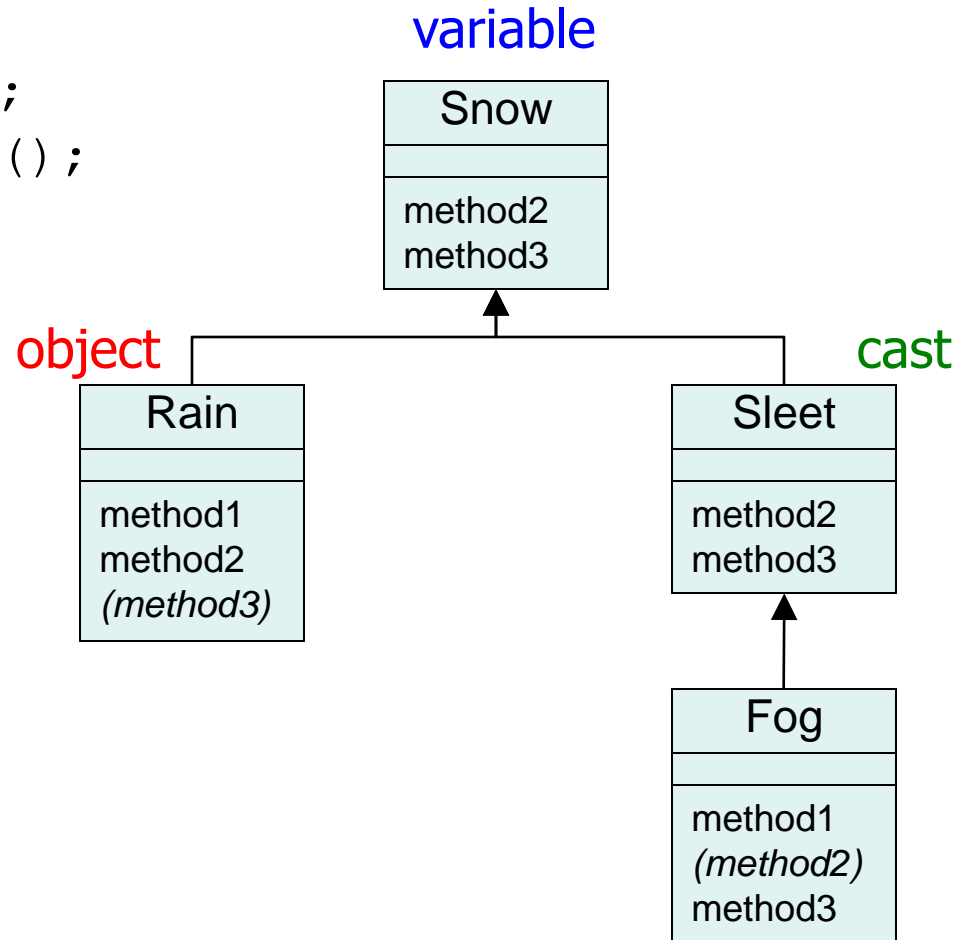 variable
;
();
Snow
method2
method3
object
cast
Rain
method1
method2
(method3)
Sleet
method2
method3
Fog
method1
(method2)
method3